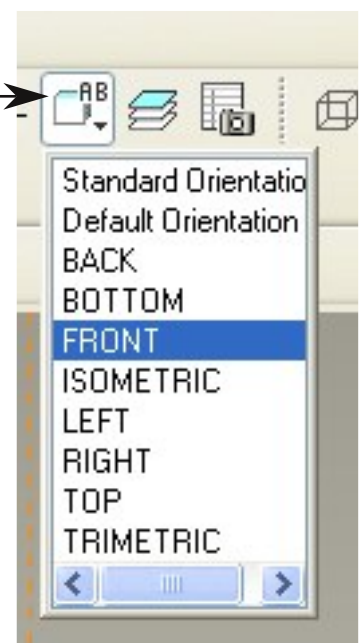 AB
Standard Orientatio
Default Orientation
BACK
BOTTOM
FRONT
ISOMETRIC
LEFT
RIGHT
TOP
TRIMETRIC